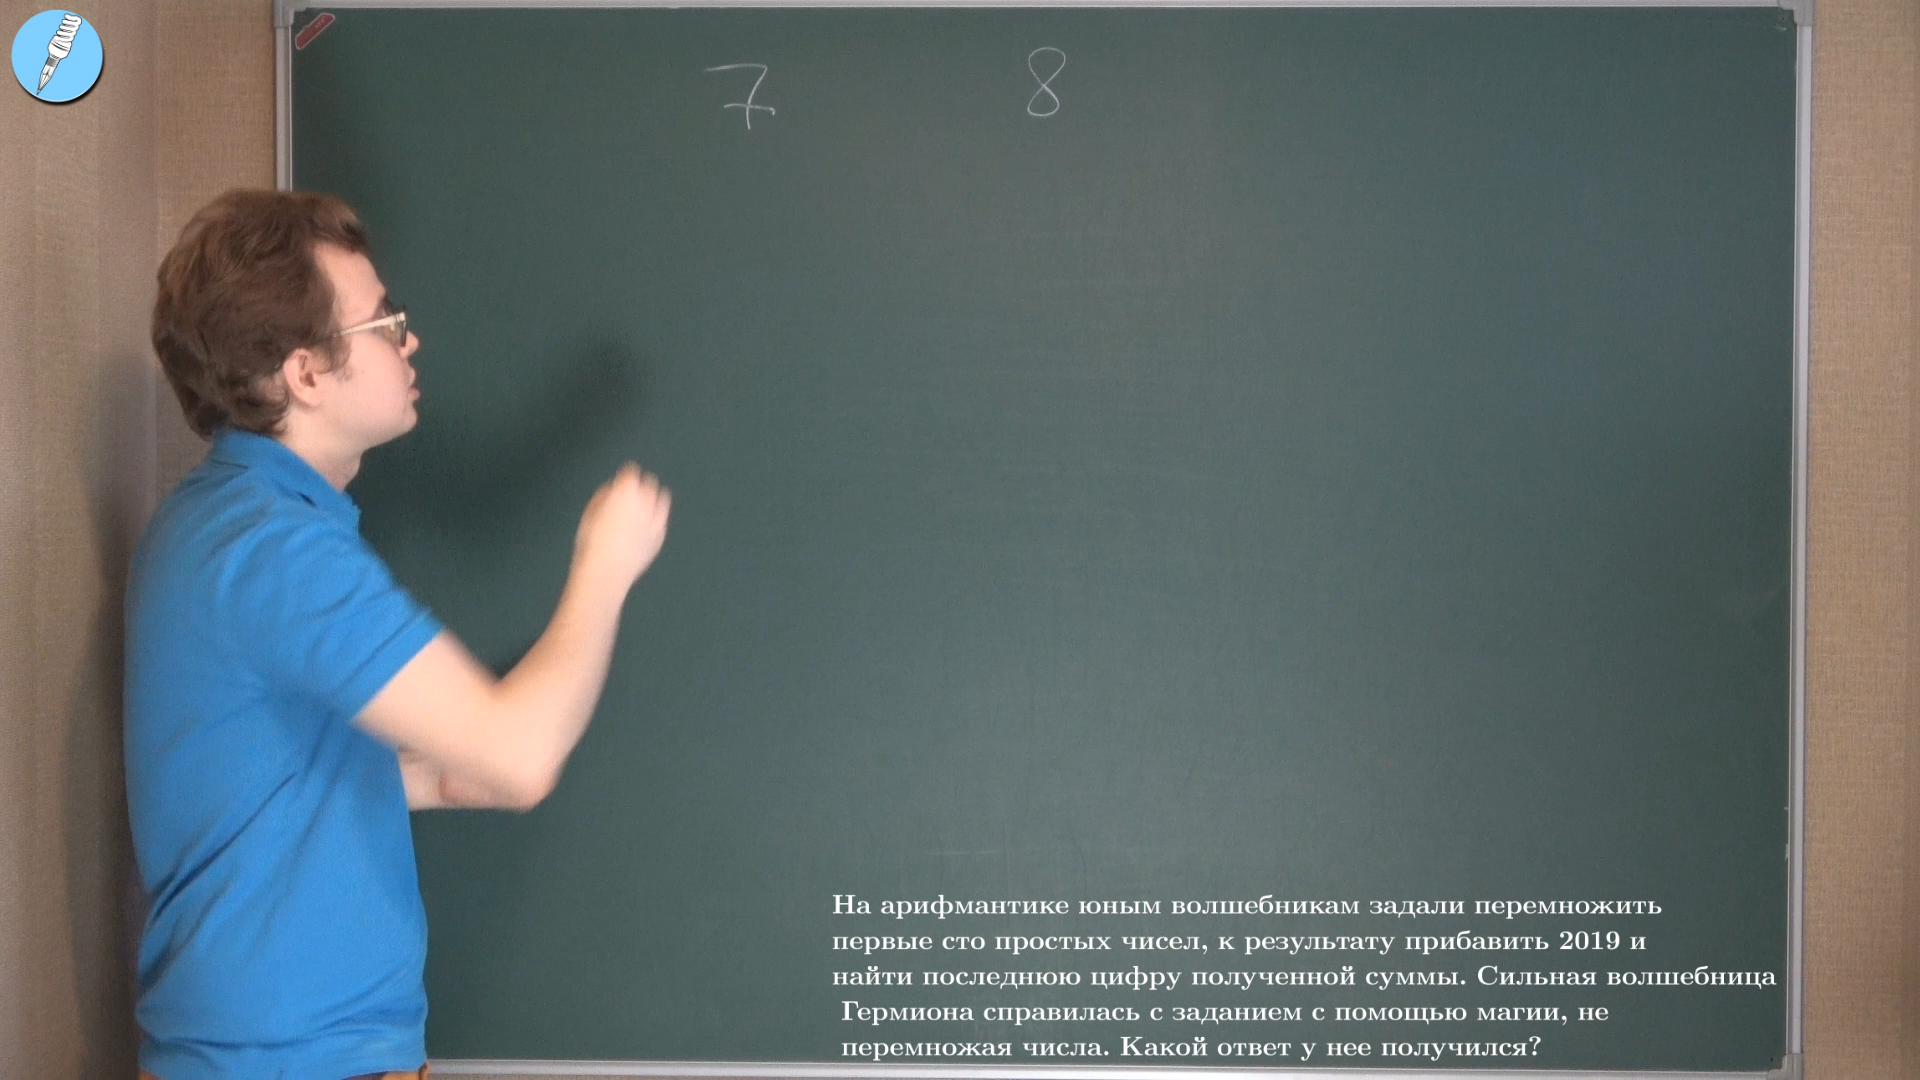 7 8
На арифмантике юным волшебникам задали перемножить
первые сто простых чисел, к результату прибавить 2019 и
найти последнюю цифру полученной суммы. Сильная волшебница
Гермиона справилась с заданием с помощью магии, не
перемножая числа. Какой ответ у нее получился?